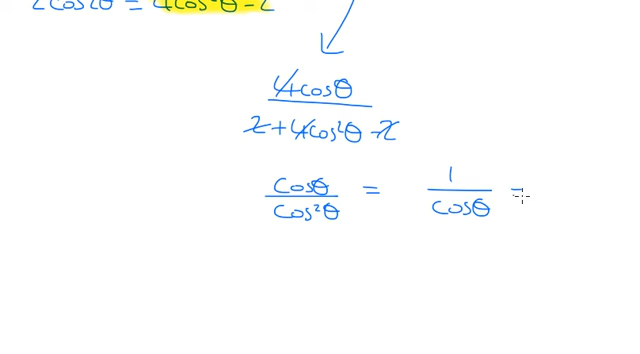 2cos2θ = 4cos²θ - 2
4cosθ
2 + 4cos²θ - 2
cosθ = 1 =
cos²θ cosθ